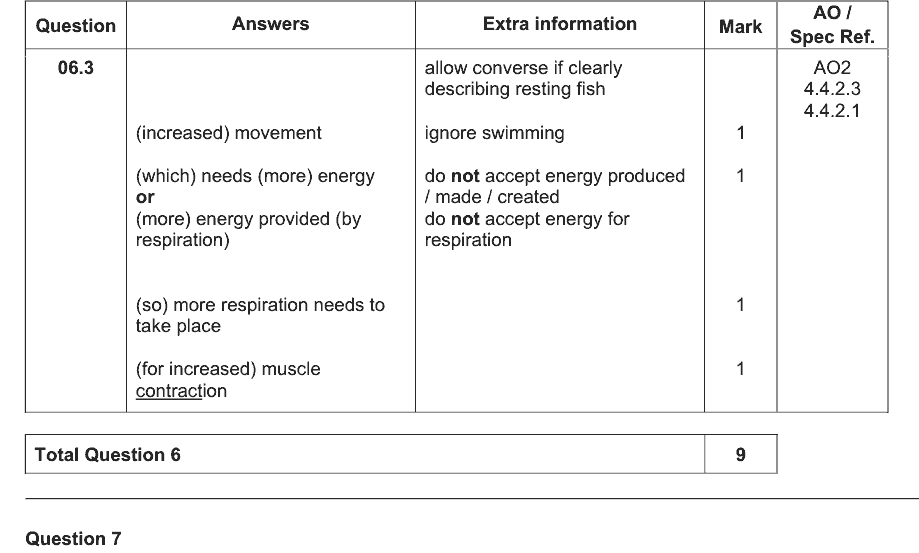 Question Answers Extra information Mark AO /
Spec Ref.
06.3 allow converse if clearly AO2
describing resting fish 4.4.2.3
4.4.2.1
(increased) movement ignore swimming 1
(which) needs (more) energy do not accept energy produced 1
or / made / created
(more) energy provided (by do not accept energy for
respiration) respiration
(so) more respiration needs to 1
take place
(for increased) muscle 1
contraction
Total Question 6 9
Question 7